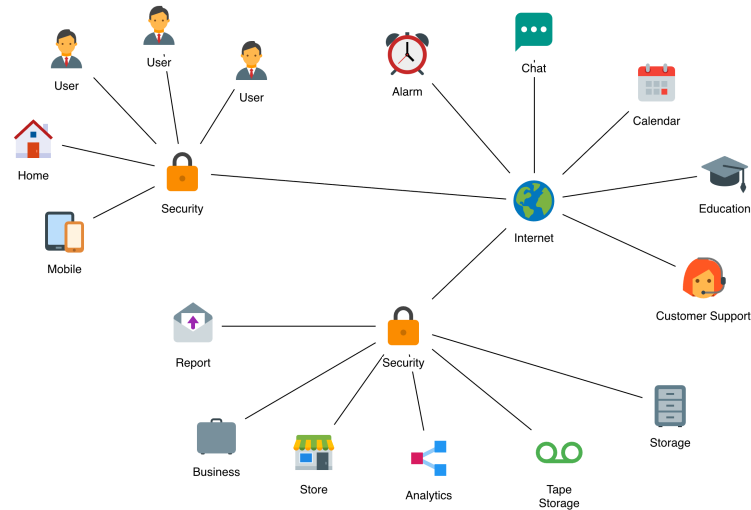 User
User
User
Alarm
Chat
Calendar
Home
Security
Education
Mobile
Internet
Customer Support
Report
Security
Business
Store
Analytics
Tape
Storage
Storage